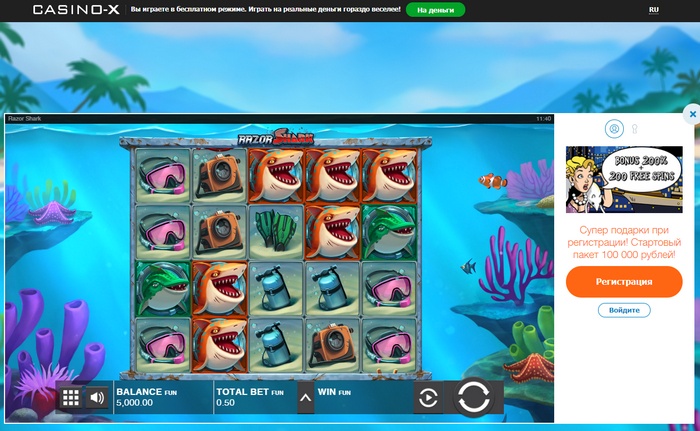 CASINO-X
Вы играете в бесплатном режиме. Играть на реальные деньги гораздо веселее!
На деньги
RU
Razor Shark
11:40
RAZOR SHARK
BONUS 200%
+
200 FREE SPINS
Супер подарки при
регистрации! Стартовый
пакет 100 000 рублей!
Регистрация
Войдите
BALANCE FUN
5,000.00
TOTAL BET FUN
0.50
WIN FUN